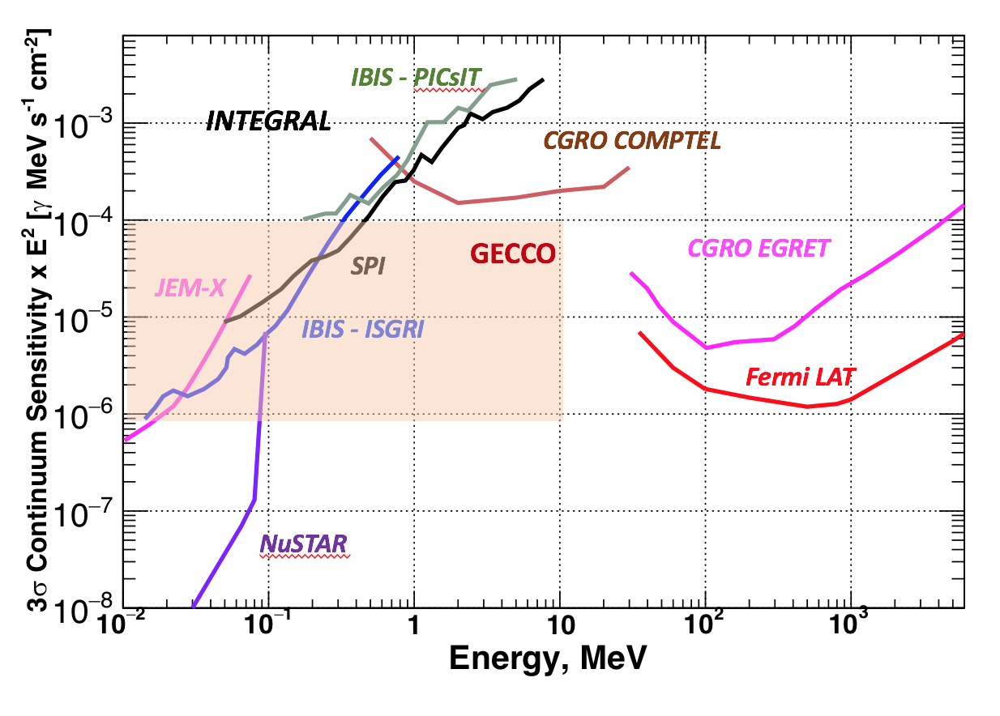 3σ Continuum Sensitivity x E² [γ MeV s⁻¹ cm⁻²]
IBIS - PICsIT
INTEGRAL
10⁻³
CGRO COMPTEL
10⁻⁴
GECCO
CGRO EGRET
SPI
JEM-X
10⁻⁵
IBIS - ISGRI
Fermi LAT
10⁻⁶
10⁻⁷
NuSTAR
10⁻⁸
10⁻² 10⁻¹ 1 10 10² 10³
Energy, MeV